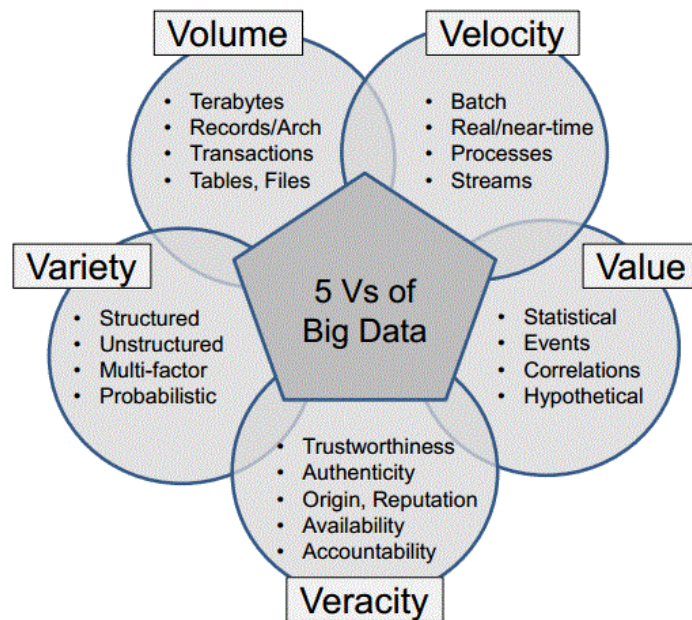 Volume
• Terabytes
• Records/Arch
• Transactions
• Tables, Files
Velocity
• Batch
• Real/near-time
• Processes
• Streams
Variety
• Structured
• Unstructured
• Multi-factor
• Probabilistic
5 Vs of
Big Data
Value
• Statistical
• Events
• Correlations
• Hypothetical
• Trustworthiness
• Authenticity
• Origin, Reputation
• Availability
• Accountability
Veracity